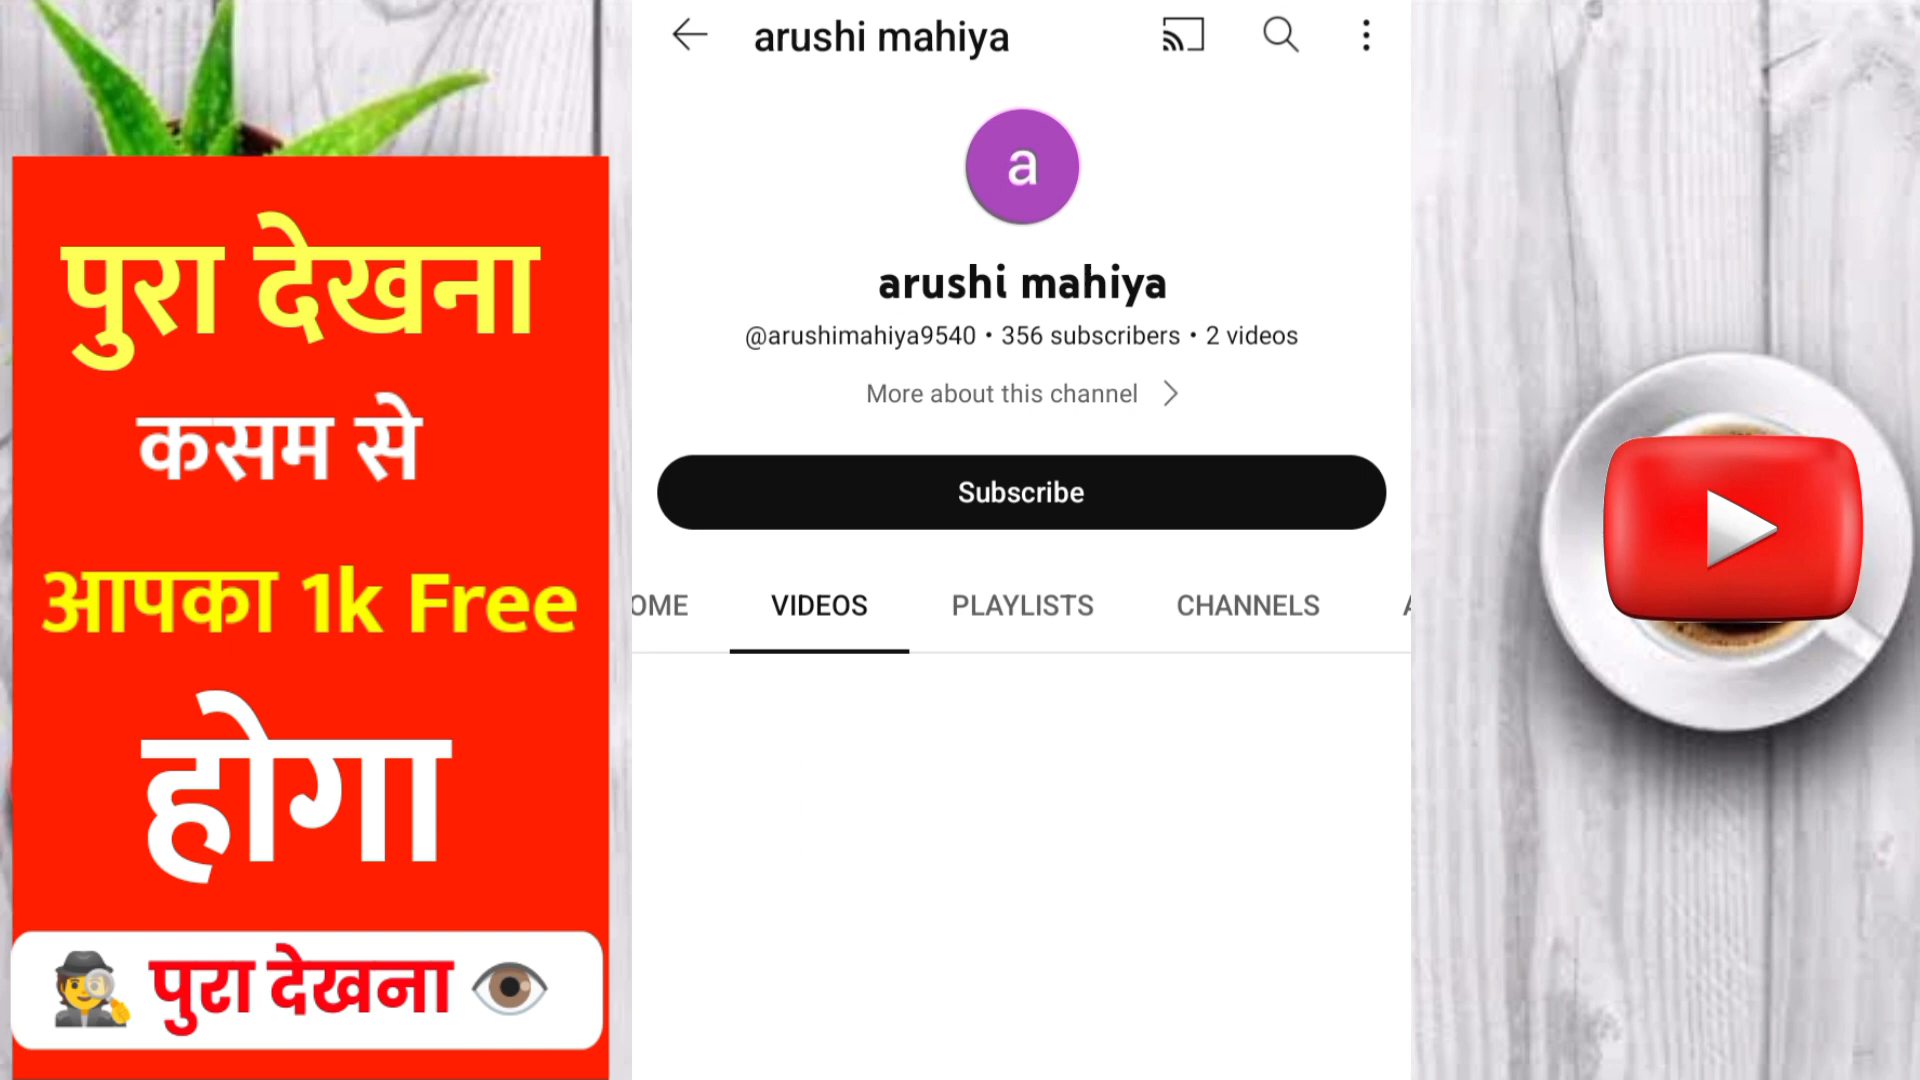 पुरा देखना
कसम से
आपका 1k Free
होगा
पुरा देखना
arushi mahiya
a
arushi mahiya
@arushimahiya9540 • 356 subscribers • 2 videos
More about this channel
Subscribe
OME VIDEOS PLAYLISTS CHANNELS A